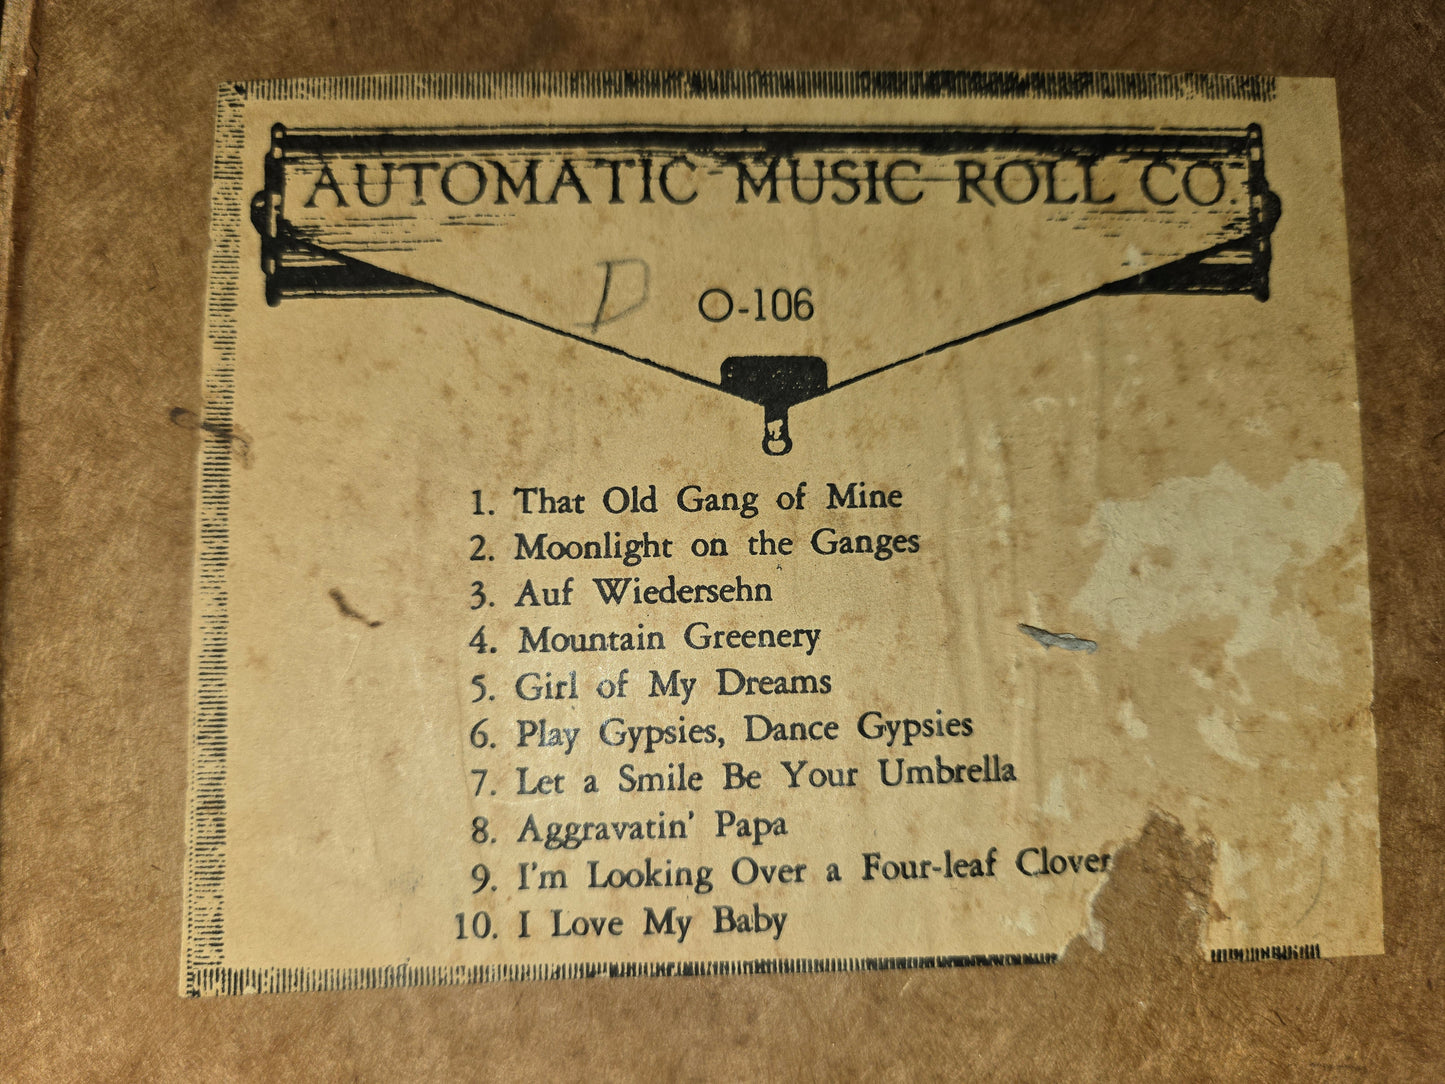 AUTOMATIC MUSIC ROLL CO.
D O-106
1. That Old Gang of Mine
2. Moonlight on the Ganges
3. Auf Wiedersehn
4. Mountain Greenery
5. Girl of My Dreams
6. Play Gypsies, Dance Gypsies
7. Let a Smile Be Your Umbrella
8. Aggravatin' Papa
9. I'm Looking Over a Four-leaf Clover
10. I Love My Baby